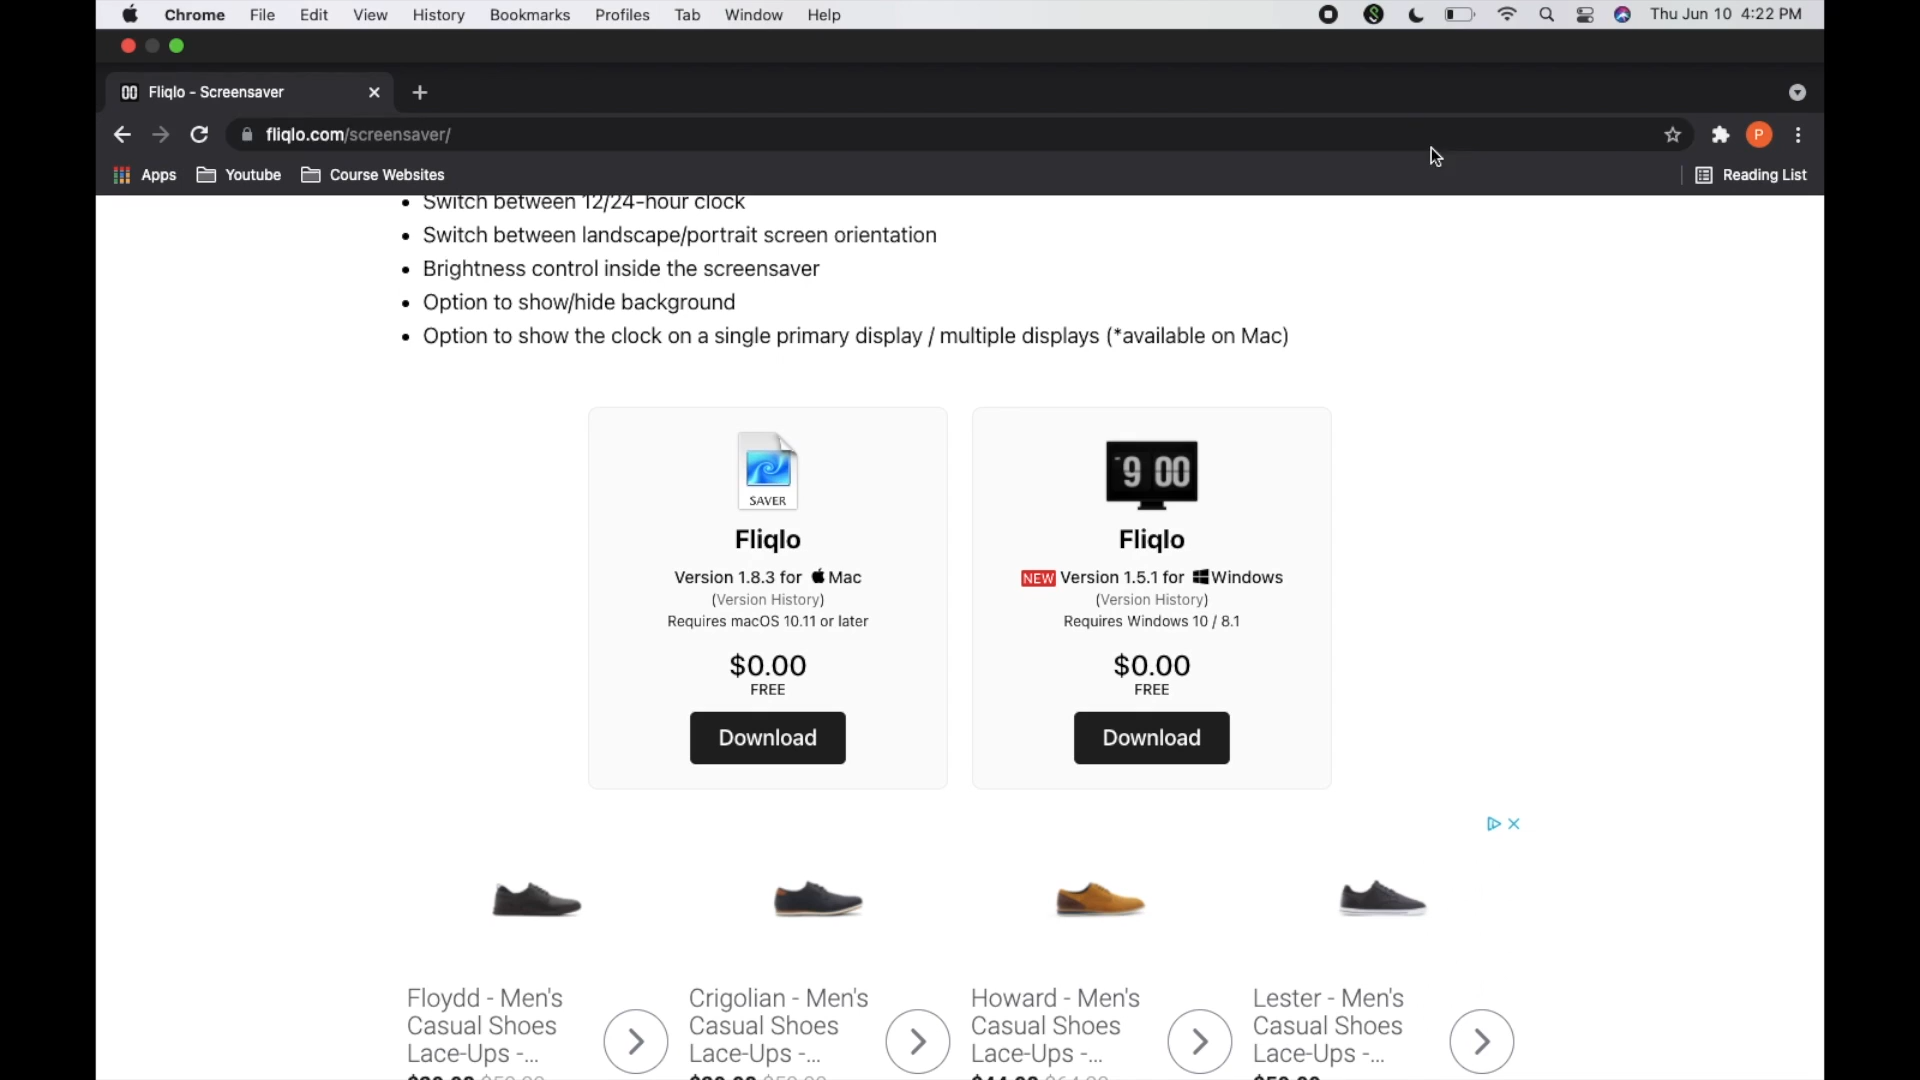 Chrome File Edit View History Bookmarks Profiles Tab Window Help Thu Jun 10 4:22 PM
Fliqlo - Screensaver
fliqlo.com/screensaver/ P
Apps Youtube Course Websites Reading List
Switch between 12/24-hour clock
Switch between landscape/portrait screen orientation
Brightness control inside the screensaver
Option to show/hide background
Option to show the clock on a single primary display / multiple displays (*available on Mac)
SAVER
Fliqlo
Version 1.8.3 for Mac
(Version History)
Requires macOS 10.11 or later
$0.00
FREE
Download
9 00
Fliqlo
NEW Version 1.5.1 for Windows
(Version History)
Requires Windows 10 / 8.1
$0.00
FREE
Download
Floydd - Men's
Casual Shoes
Lace-Ups -...
Crigolian - Men's
Casual Shoes
Lace-Ups -...
Howard - Men's
Casual Shoes
Lace-Ups -...
Lester - Men's
Casual Shoes
Lace-Ups -...